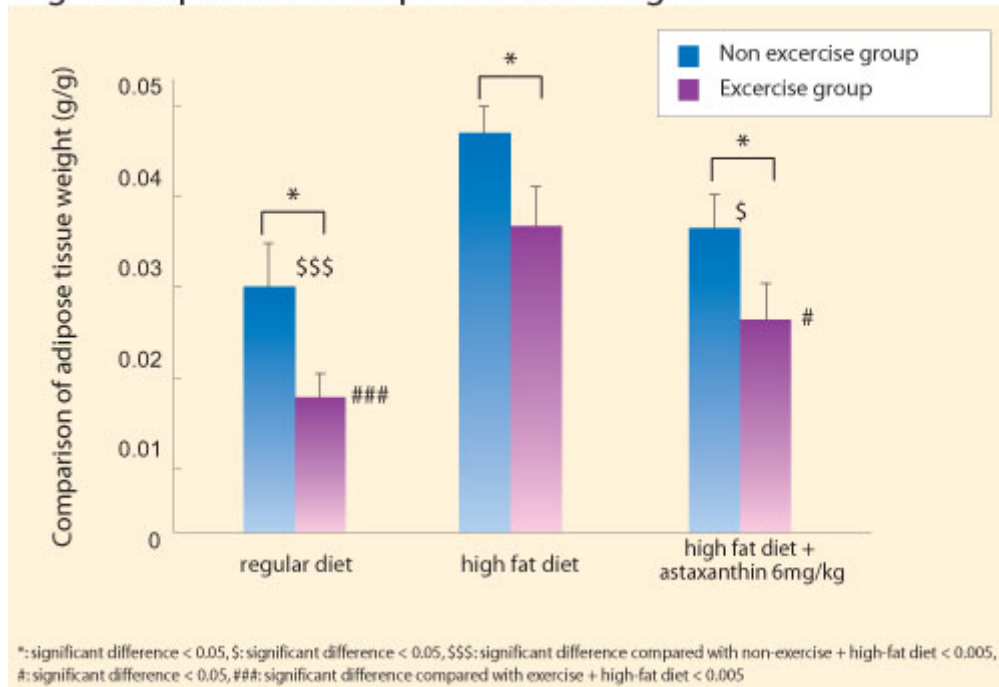 Non excercise group
Excercise group
Comparison of adipose tissue weight (g/g)
0.05
0.04
0.03
0.02
0.01
0
*
$$$
###
*
*
$
#
regular diet
high fat diet
high fat diet +
astaxanthin 6mg/kg
*: significant difference < 0.05, $: significant difference < 0.05, $$$: significant difference compared with non-exercise + high-fat diet < 0.005,
#: significant difference < 0.05, ###: significant difference compared with exercise + high-fat diet < 0.005